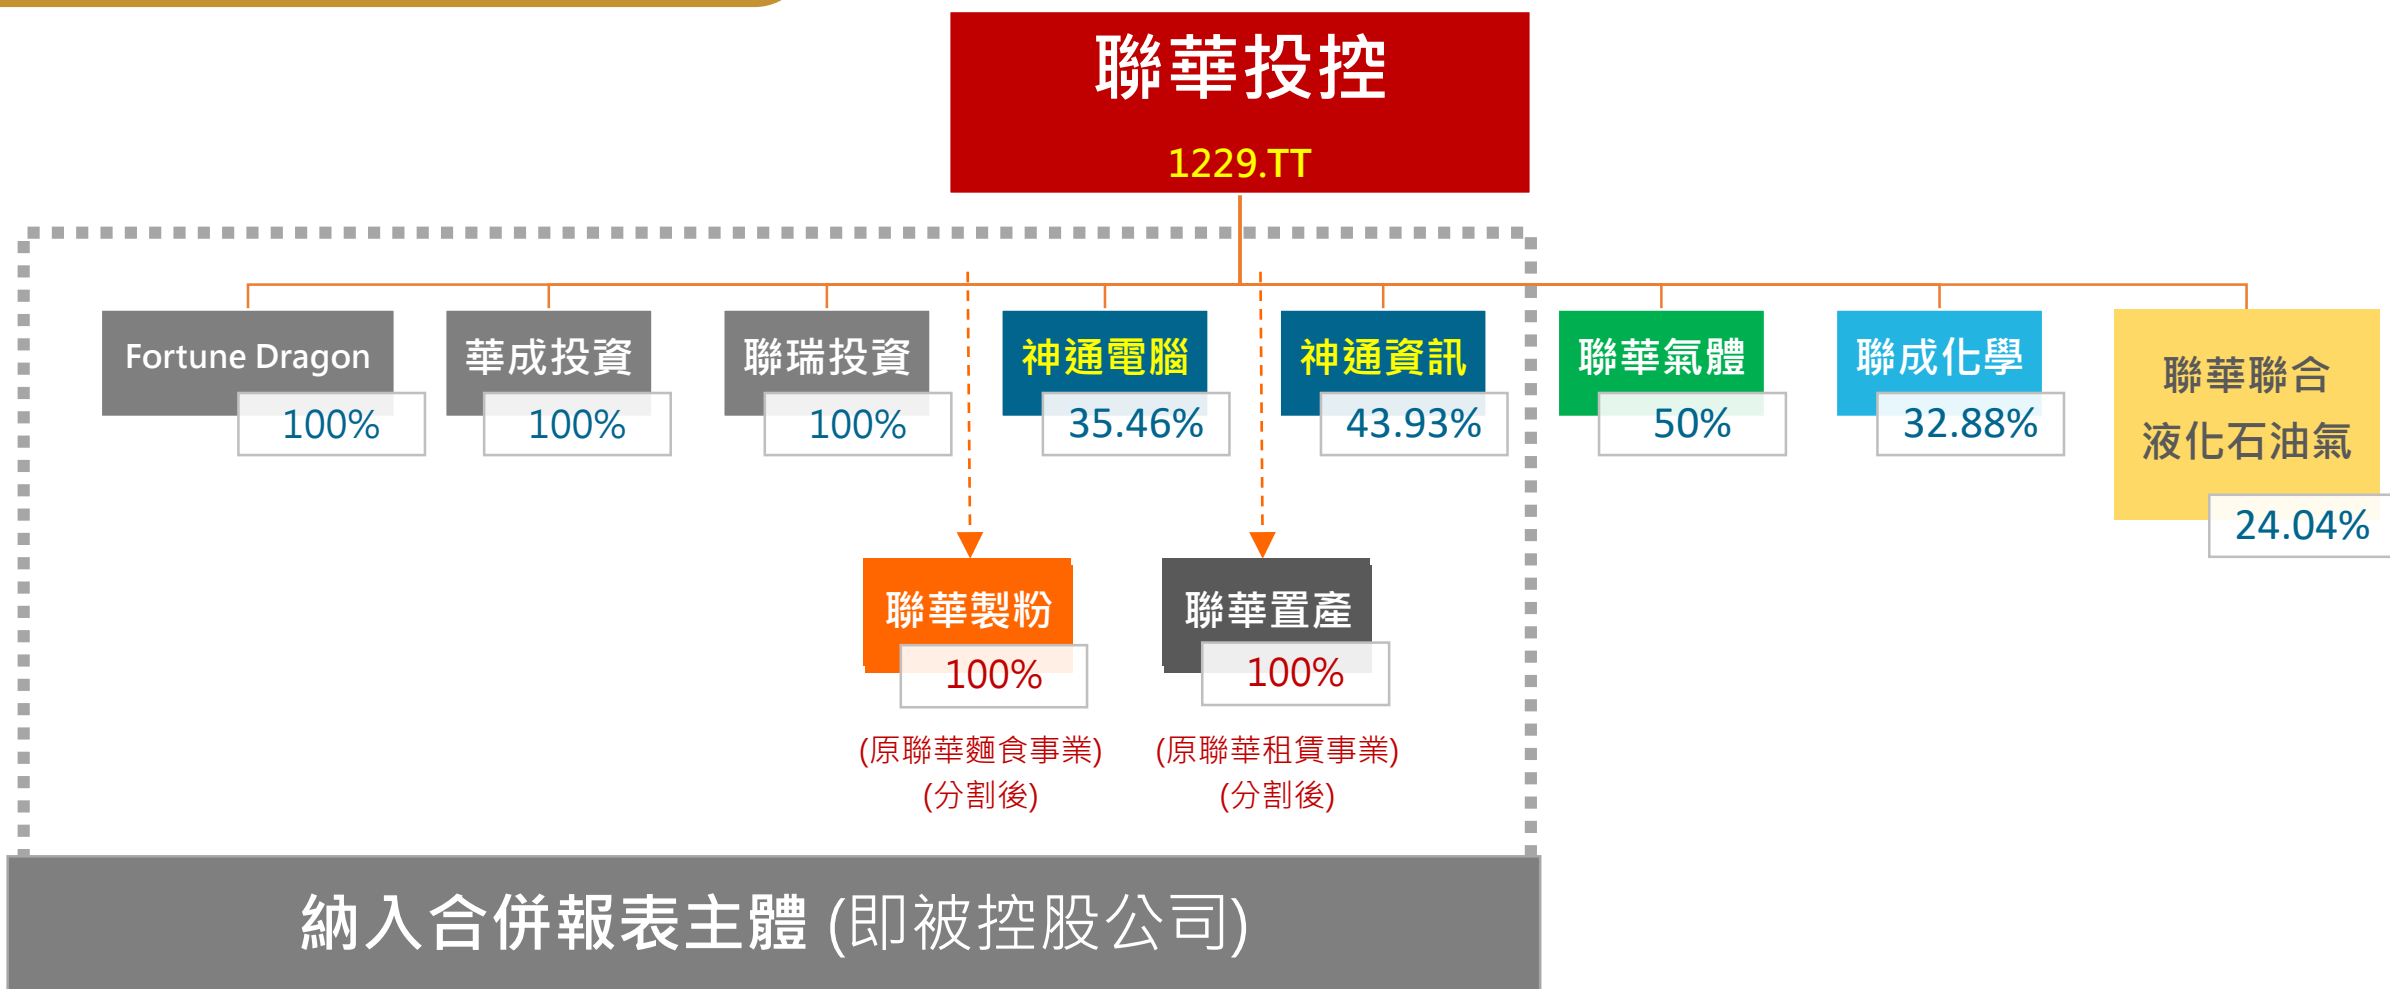 聯華投控
1229.TT
Fortune Dragon
100%
華成投資
100%
聯瑞投資
100%
神通電腦
35.46%
神通資訊
43.93%
聯華氣體
50%
聯成化學
32.88%
聯華聯合
液化石油氣
24.04%
聯華製粉
100%
(原聯華麵食事業)
(分割後)
聯華置產
100%
(原聯華租賃事業)
(分割後)
納入合併報表主體 (即被控股公司)